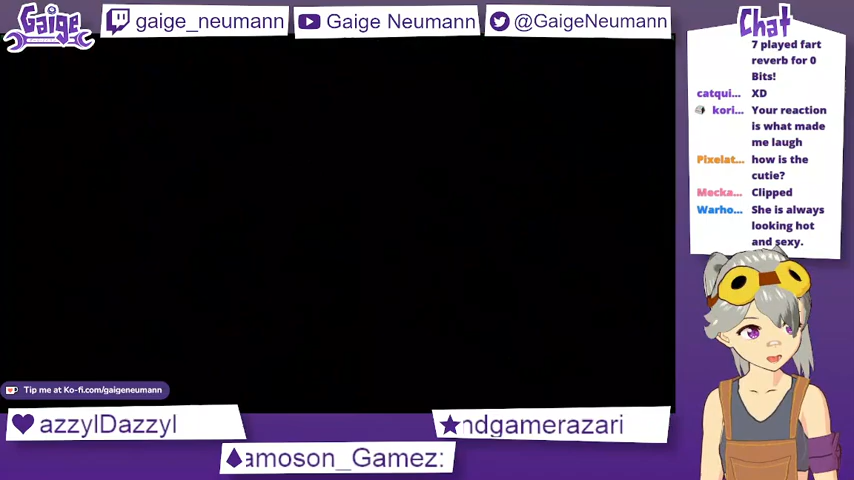 Gaige
gaige_neumann
Gaige Neumann
@GaigeNeumann
Chat
7 played fart
reverb for 0
Bits!
catqui... XD
kori... Your reaction
is what made
me laugh
Pixelat... how is the
cutie?
Mecka... Clipped
Warho... She is always
looking hot
and sexy.
Tip me at Ko-fi.com/gaigeneumann
azzylDazzyl
ndgamerazari
amoson_Gamez: